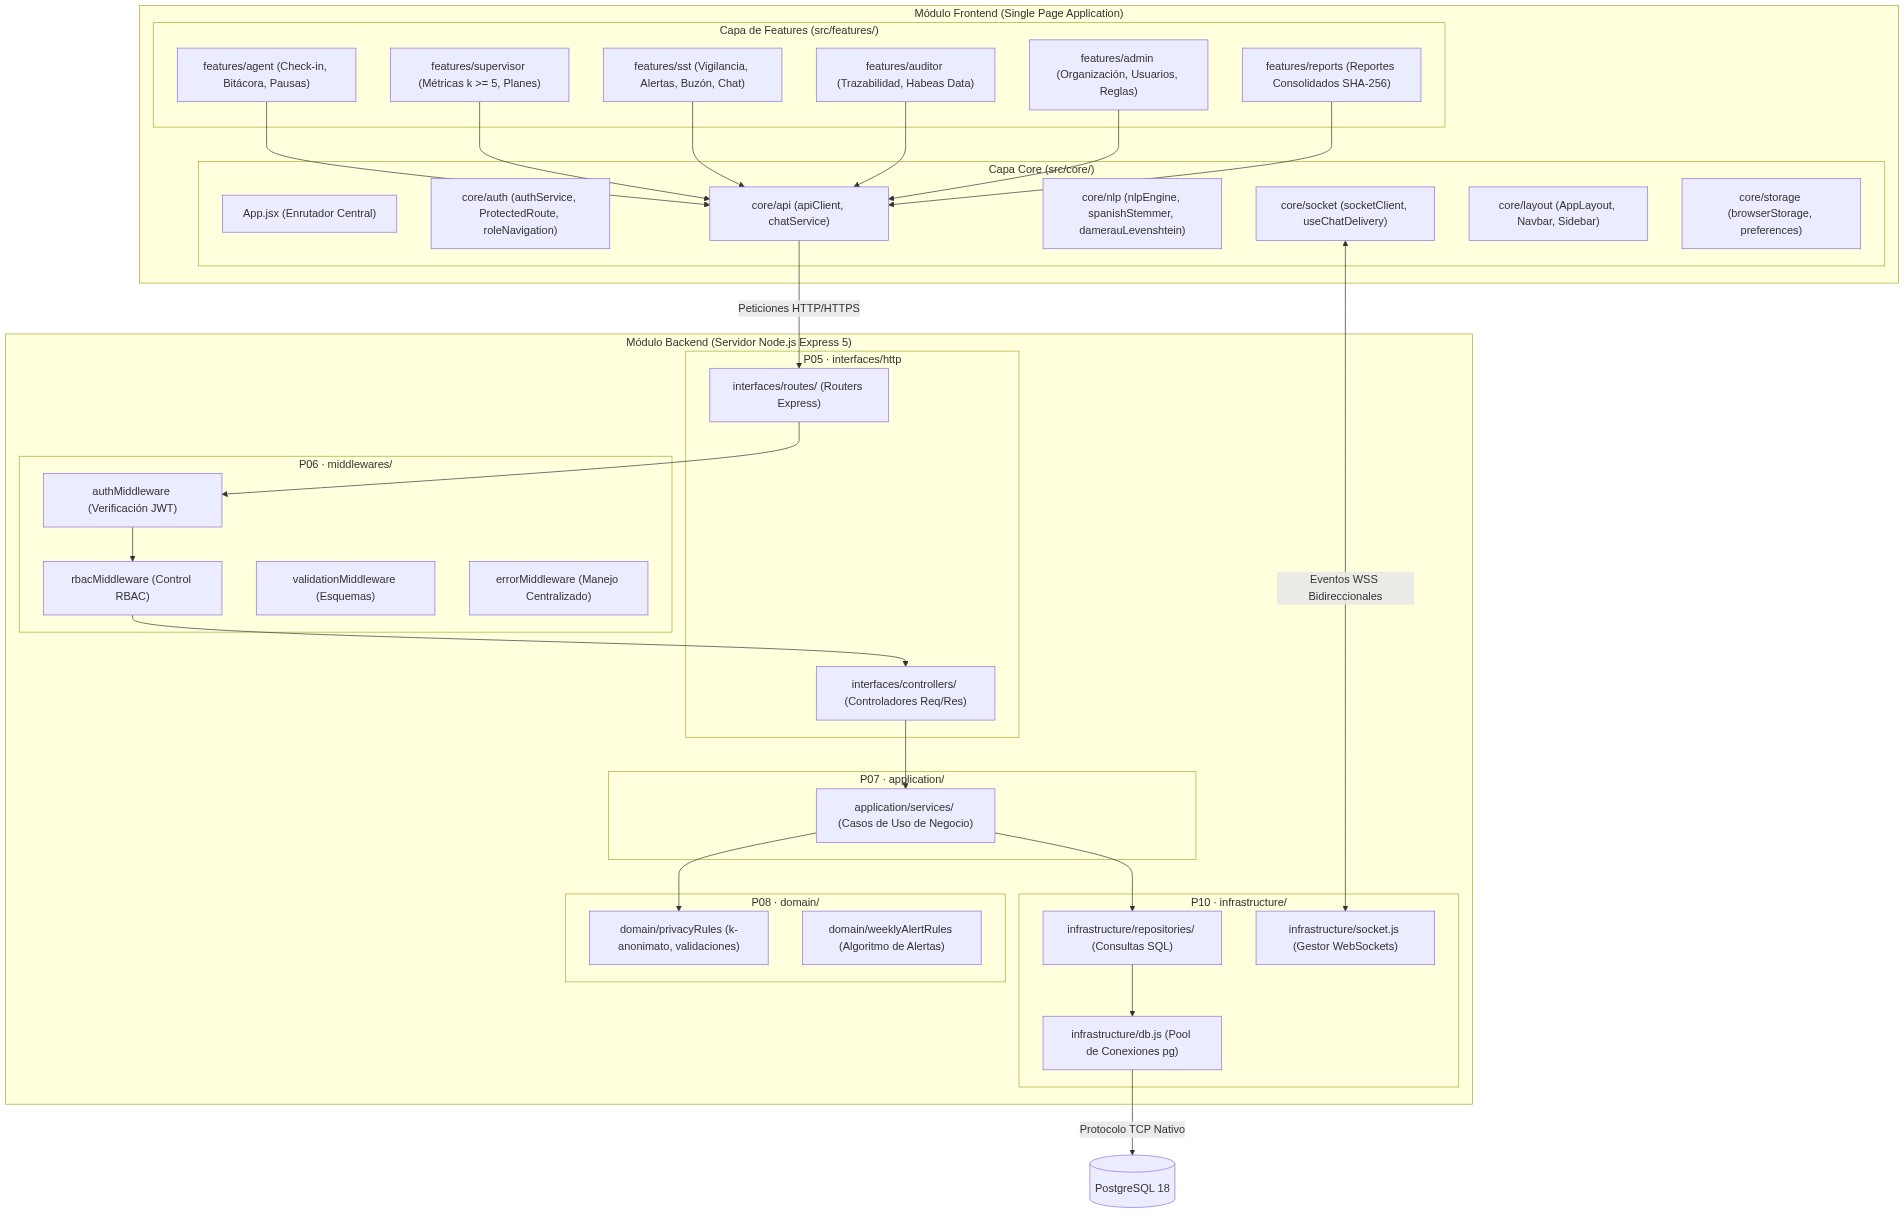 Módulo Frontend (Single Page Application)
Capa de Features (src/features/)
features/agent (Check-in,
Bitácora, Pausas)
features/supervisor
(Métricas k >= 5, Planes)
features/sst (Vigilancia,
Alertas, Buzón, Chat)
features/auditor
(Trazabilidad, Habeas Data)
features/admin
(Organización, Usuarios,
Reglas)
features/reports (Reportes
Consolidados SHA-256)
Capa Core (src/core/)
App.jsx (Enrutador Central)
core/auth (authService,
ProtectedRoute,
roleNavigation)
core/api (apiClient,
chatService)
core/nlp (nlpEngine,
spanishStemmer,
damerauLevenshtein)
core/socket (socketClient,
useChatDelivery)
core/layout (AppLayout,
Navbar, Sidebar)
core/storage
(browserStorage,
preferences)
Peticiones HTTP/HTTPS
Módulo Backend (Servidor Node.js Express 5)
P05 · interfaces/http
interfaces/routes/ (Routers
Express)
P06 · middlewares/
authMiddleware
(Verificación JWT)
rbacMiddleware (Control
RBAC)
validationMiddleware
(Esquemas)
errorMiddleware (Manejo
Centralizado)
Eventos WSS
Bidireccionales
interfaces/controllers/
(Controladores Req/Res)
P07 · application/
application/services/
(Casos de Uso de Negocio)
P08 · domain/
domain/privacyRules (k-
anonimato, validaciones)
domain/weeklyAlertRules
(Algoritmo de Alertas)
P10 · infrastructure/
infrastructure/repositories/
(Consultas SQL)
infrastructure/socket.js
(Gestor WebSockets)
infrastructure/db.js (Pool
de Conexiones pg)
Protocolo TCP Nativo
PostgreSQL 18